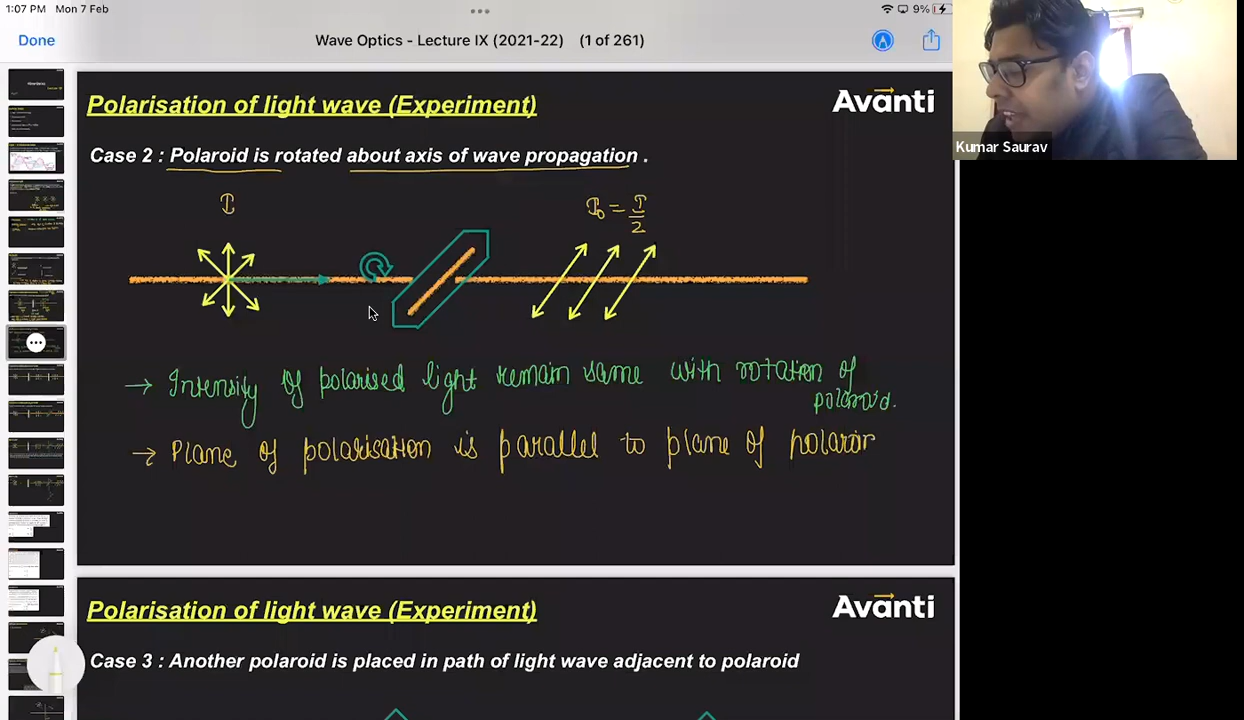 1:07 PM Mon 7 Feb
9%
Done
Wave Optics - Lecture IX (2021-22) (1 of 261)
Kumar Saurav
Polarisation of light wave (Experiment)
Avanti
Case 2 : Polaroid is rotated about axis of wave propagation .
I
I₀ = I/2
→ Intensity of polarised light remain same with rotation of
polaroid.
→ Plane of polarisation is parallel to plane of polaroi
Polarisation of light wave (Experiment)
Avanti
Case 3 : Another polaroid is placed in path of light wave adjacent to polaroid